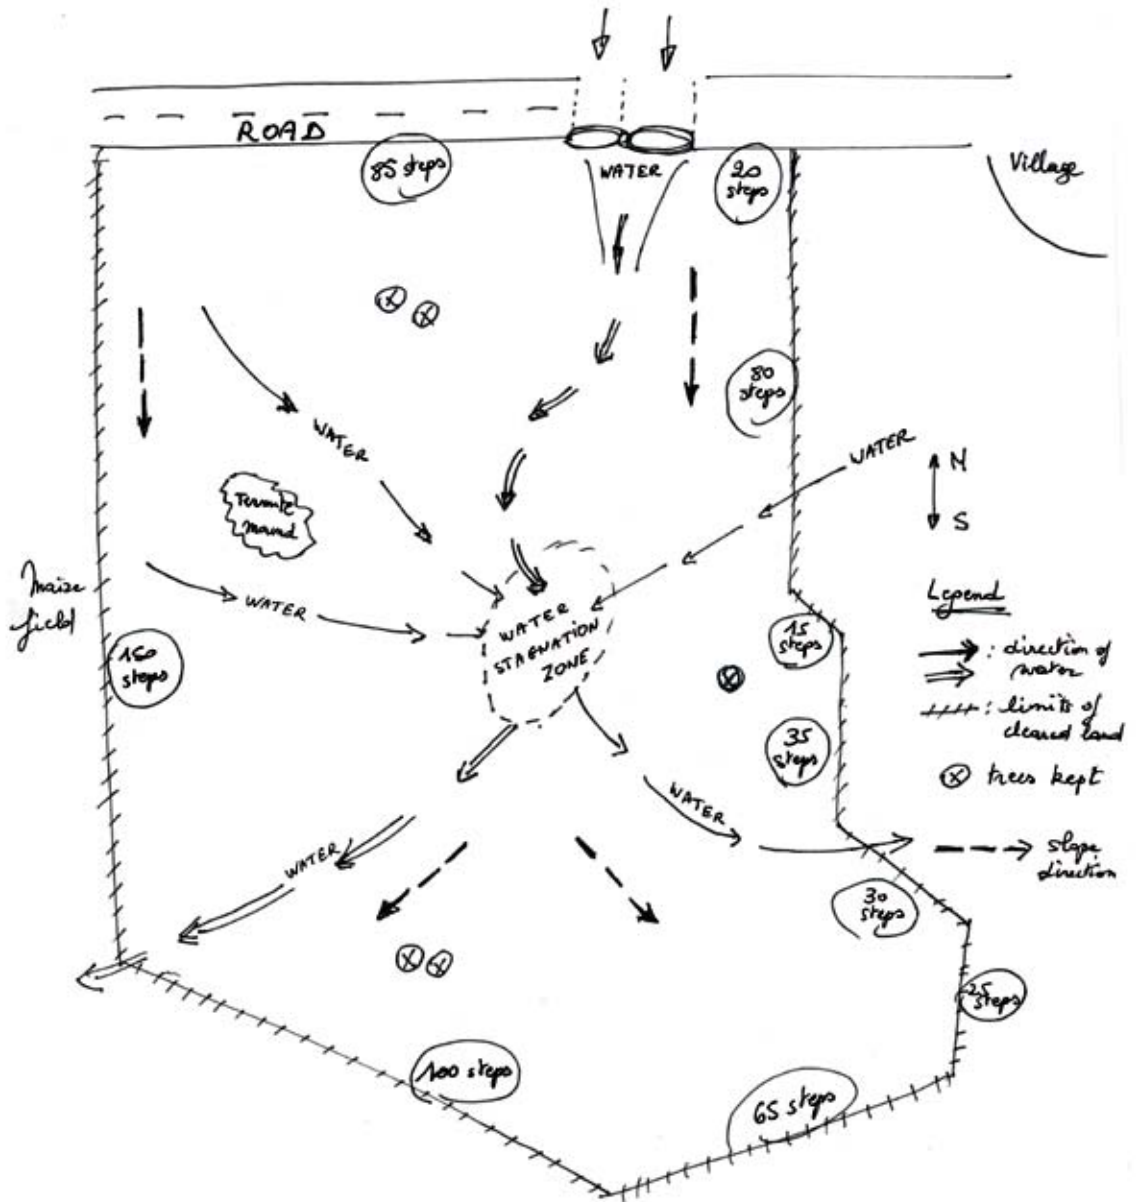 ROAD
85 steps
WATER
20
steps
Village
80
steps
WATER
WATER
N
S
Termite
Mound
Maize
field
WATER
WATER
STAGNATION
ZONE
15
steps
Legend
: direction of
water
: limits of
cleared land
trees kept
slope
direction
steps
35
steps
WATER
WATER
30
steps
25
steps
100 steps
65 steps